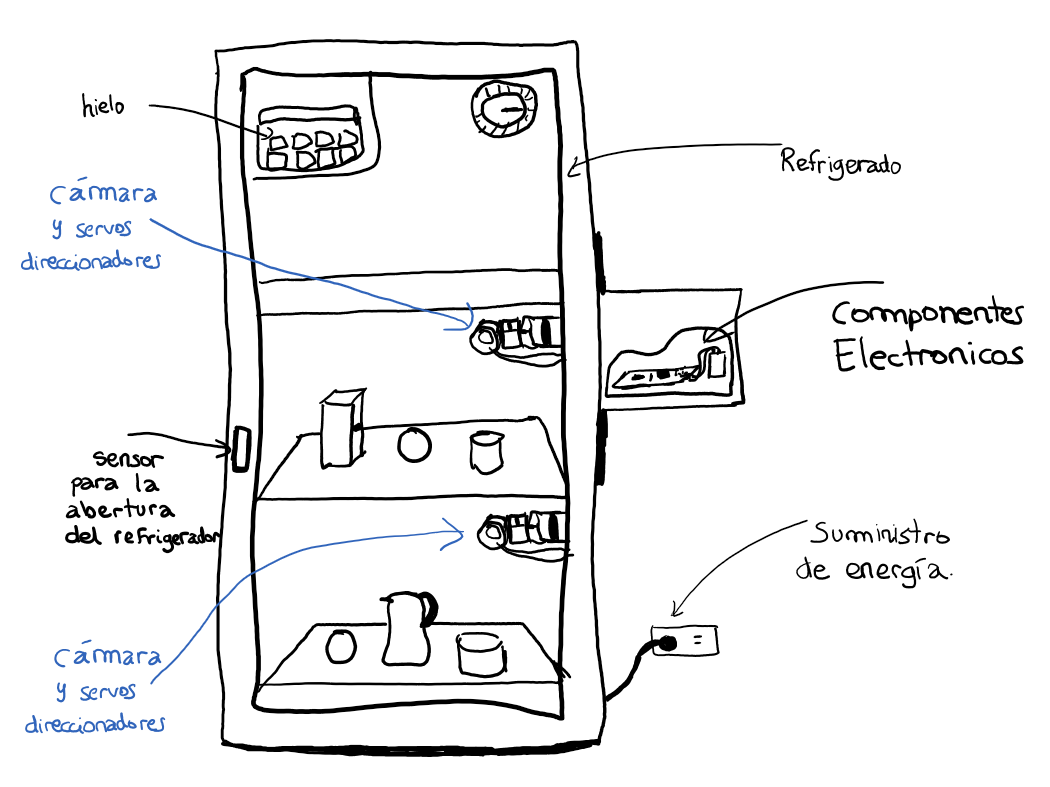 hielo
Refrigerado
Cármara
y servos
direccionadores
Componentes
Electronicos
sensor
para la
abertura
del refrigerador
Suministro
de energía.
Cármara
y servos
direccionadores